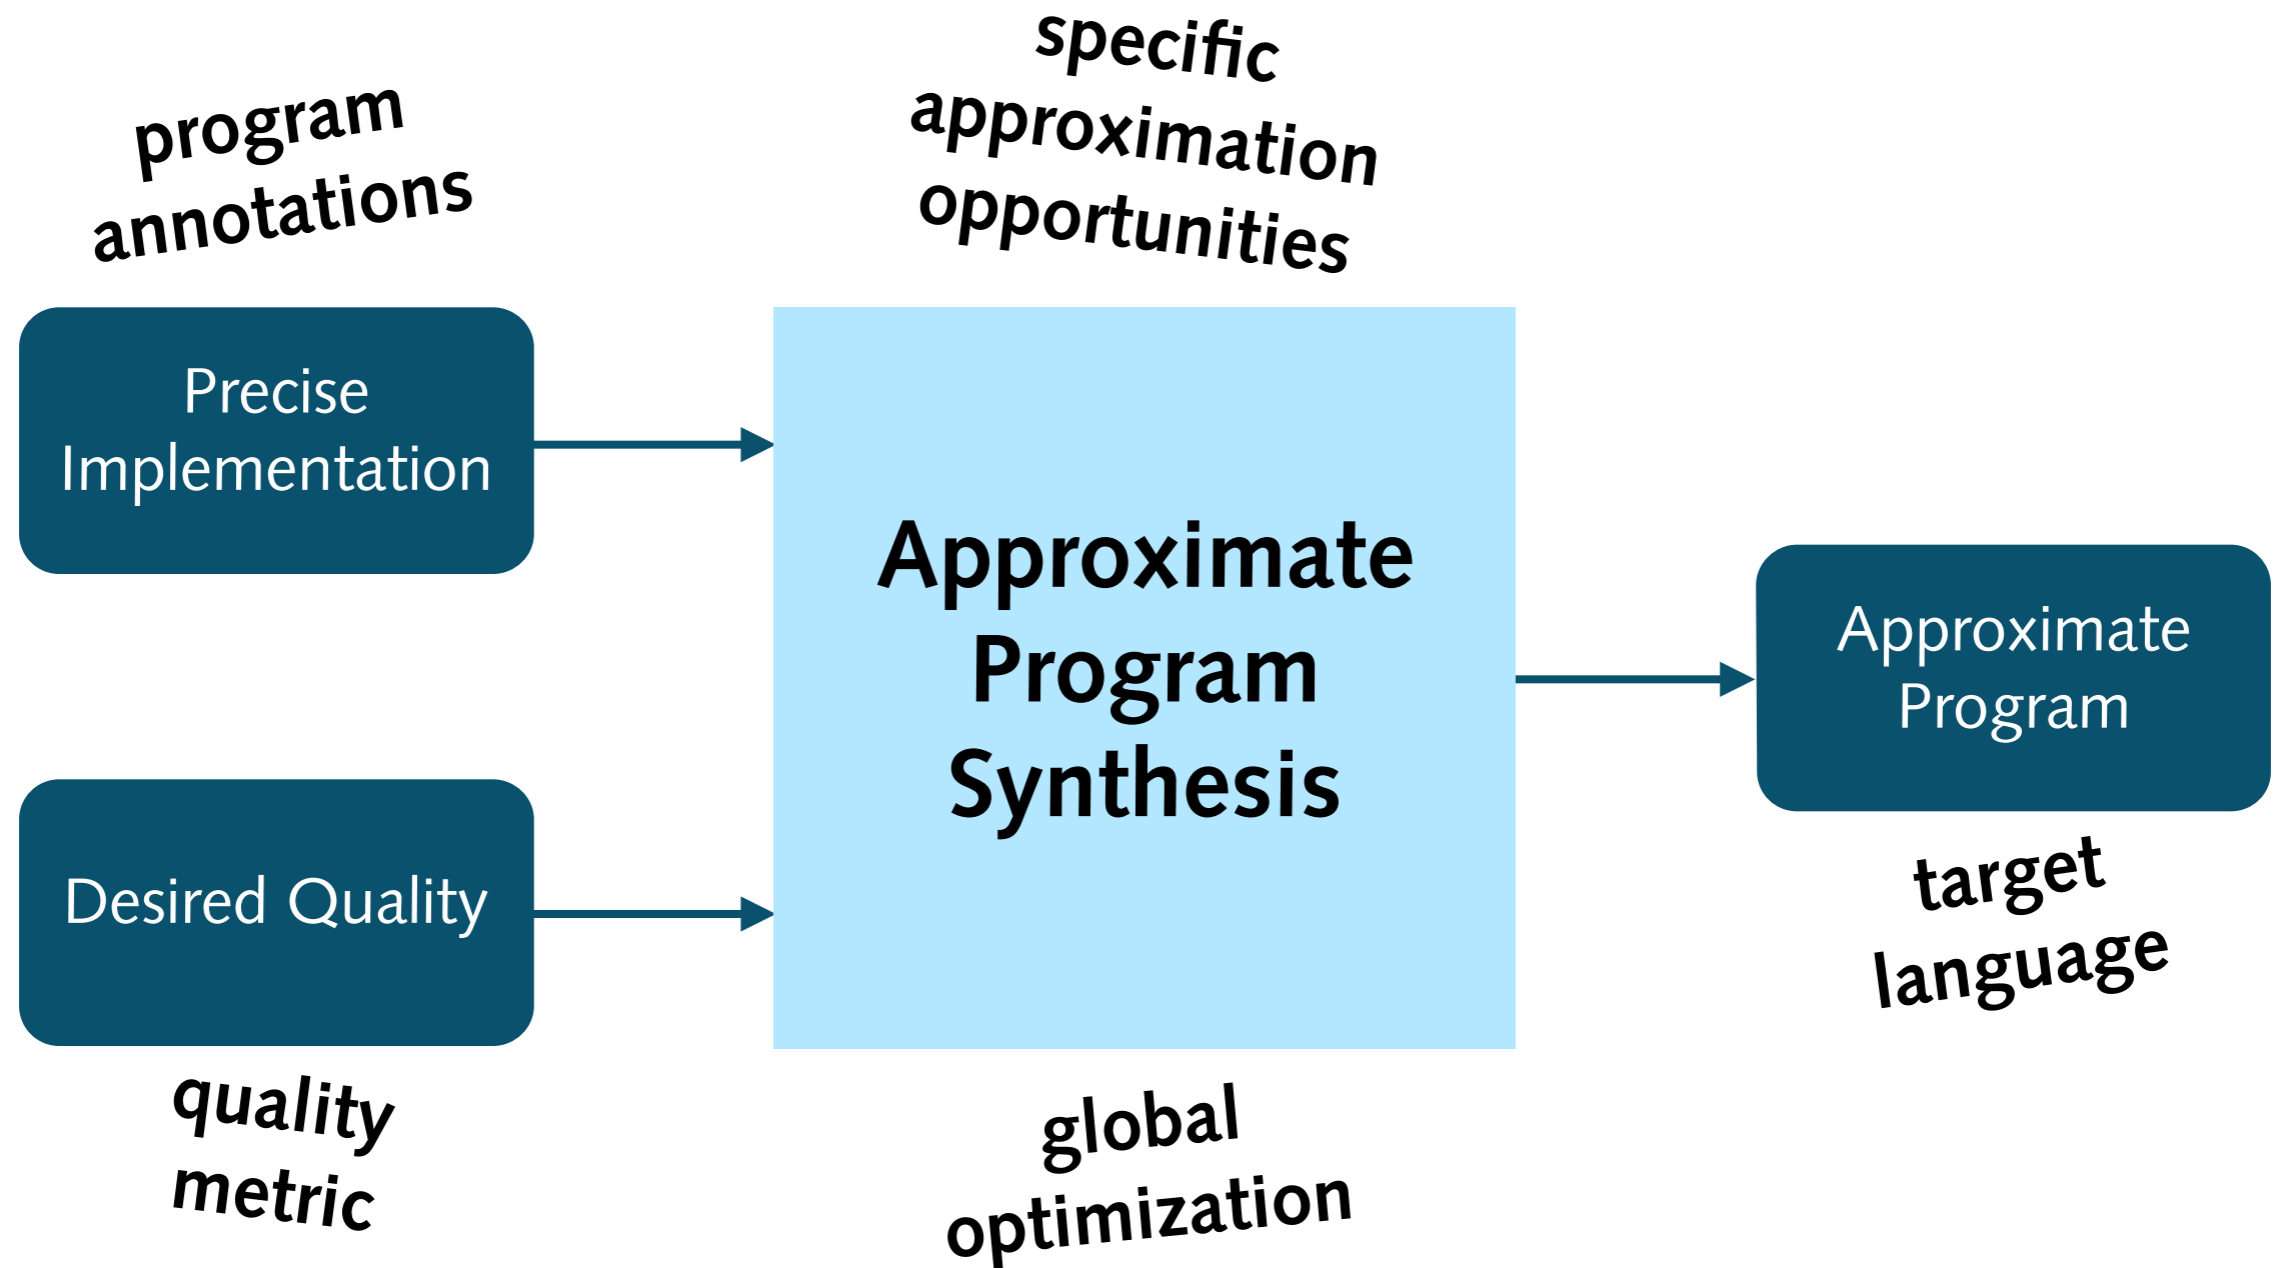 program
annotations
specific
approximation
opportunities
Precise
Implementation
Approximate
Program
Synthesis
Desired Quality
quality
metric
global
optimization
Approximate
Program
target
language